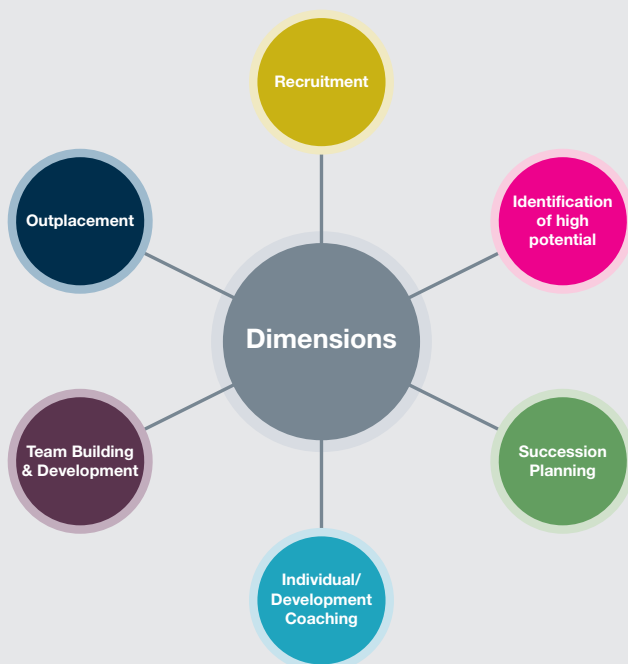 Recruitment
Identification
of high
potential
Outplacement
Dimensions
Team Building
& Development
Succession
Planning
Individual/
Development
Coaching